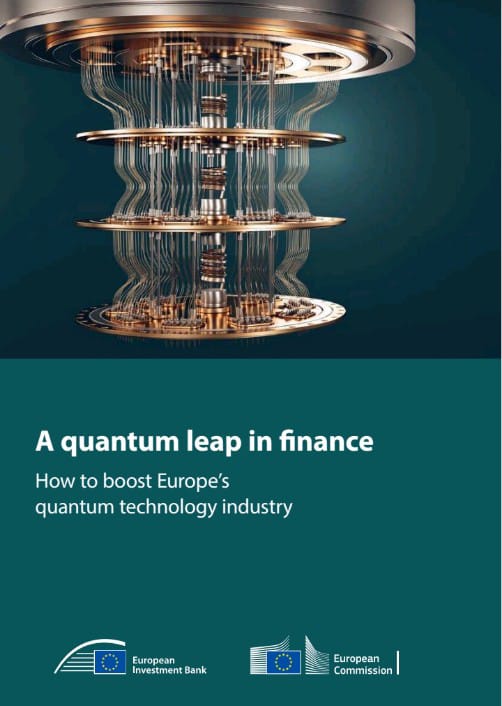 A quantum leap in finance
How to boost Europe's
quantum technology industry
European
Investment Bank
European
Commission